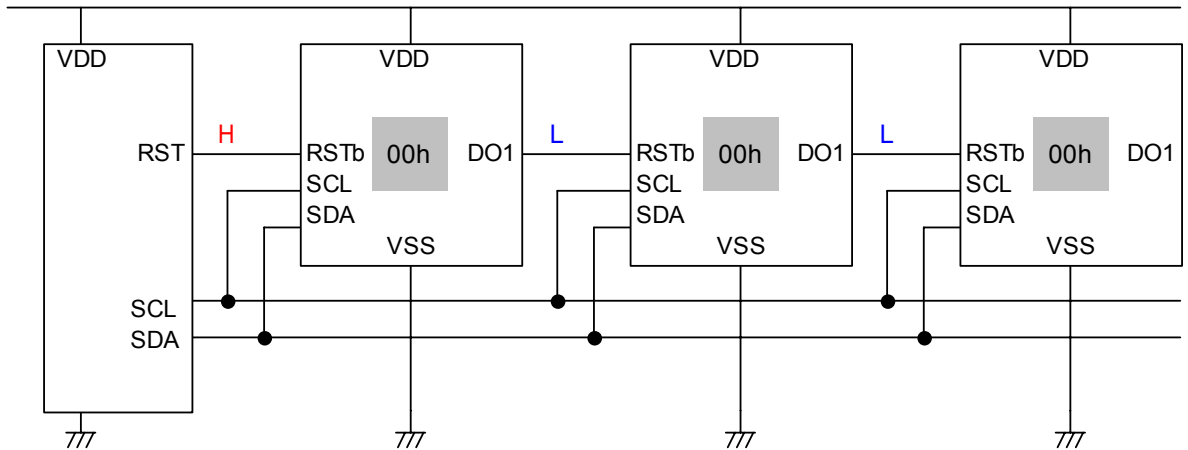 VDD VDD VDD VDD
H L L
RST RSTb 00h DO1 RSTb 00h DO1 RSTb 00h DO1
SCL SCL SCL
SDA SDA SDA
VSS VSS VSS
SCL
SDA